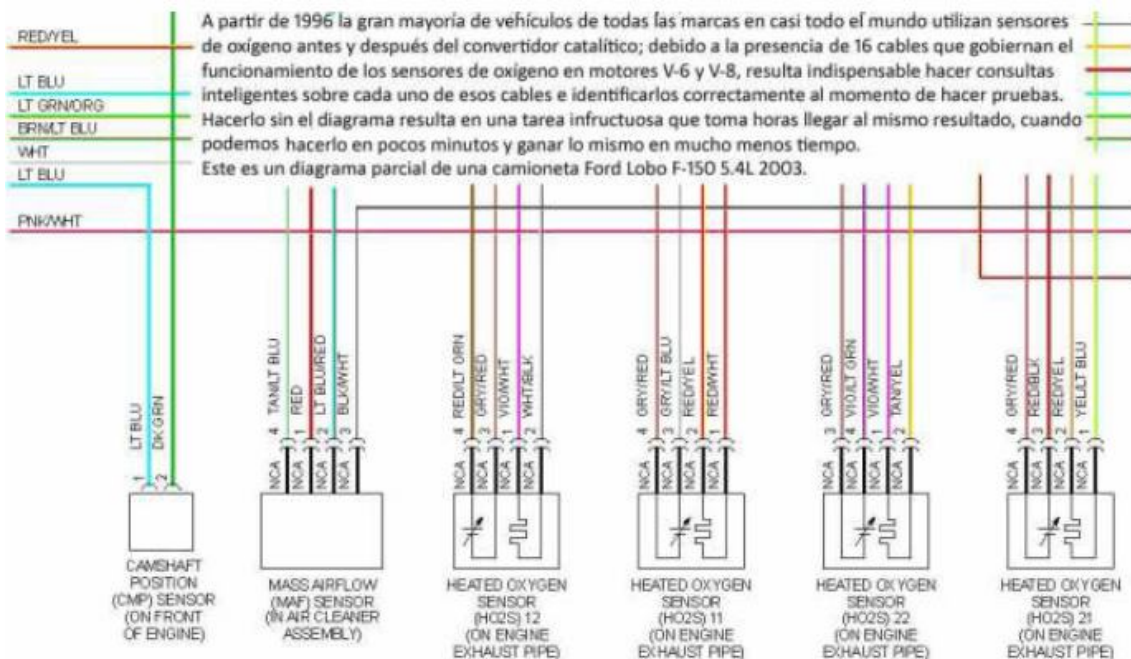 A partir de 1996 la gran mayoría de vehículos de todas las marcas en casi todo el mundo utilizan sensores
de oxígeno antes y después del convertidor catalítico; debido a la presencia de 16 cables que gobiernan el
funcionamiento de los sensores de oxígeno en motores V-6 y V-8, resulta indispensable hacer consultas
inteligentes sobre cada uno de esos cables e identificarlos correctamente al momento de hacer pruebas.
Hacerlo sin el diagrama resulta en una tarea infructuosa que toma horas llegar al mismo resultado, cuando
podemos hacerlo en pocos minutos y ganar lo mismo en mucho menos tiempo.
Este es un diagrama parcial de una camioneta Ford Lobo F-150 5.4L 2003.
RED/YEL
LT BLU
LT GRN/ORG
BRN/LT BLU
WHT
LT BLU
PNK/WHT
1 LT BLU
2 DK GRN
CAMSHAFT
POSITION
(CMP) SENSOR
(ON FRONT
OF ENGINE)
NCA 4 TAN/LT BLU
NCA 1 RED
NCA 2 LT BLU/RED
NCA 3 BLK/WHT
MASS AIRFLOW
(MAF) SENSOR
(IN AIR CLEANER
ASSEMBLY)
NCA 4 RED/LT GRN
NCA 3 GRY/RED
NCA 1 VIO/WHT
NCA 2 WHT/BLK
HEATED OXYGEN
SENSOR
(HO2S) 12
(ON ENGINE
EXHAUST PIPE)
NCA 4 GRY/RED
NCA 3 GRY/LT BLU
NCA 2 RED/YEL
NCA 1 RED/WHT
HEATED OXYGEN
SENSOR
(HO2S) 11
(ON ENGINE
EXHAUST PIPE)
NCA 3 GRY/RED
NCA 4 VIO/LT GRN
NCA 1 VIO/WHT
NCA 2 TAN/YEL
HEATED OXYGEN
SENSOR
(HO2S) 22
(ON ENGINE
EXHAUST PIPE)
NCA 4 GRY/RED
NCA 3 RED/BLK
NCA 2 RED/YEL
NCA 1 YEL/LT BLU
HEATED OXYGEN
SENSOR
(HO2S) 21
(ON ENGINE
EXHAUST PIPE)